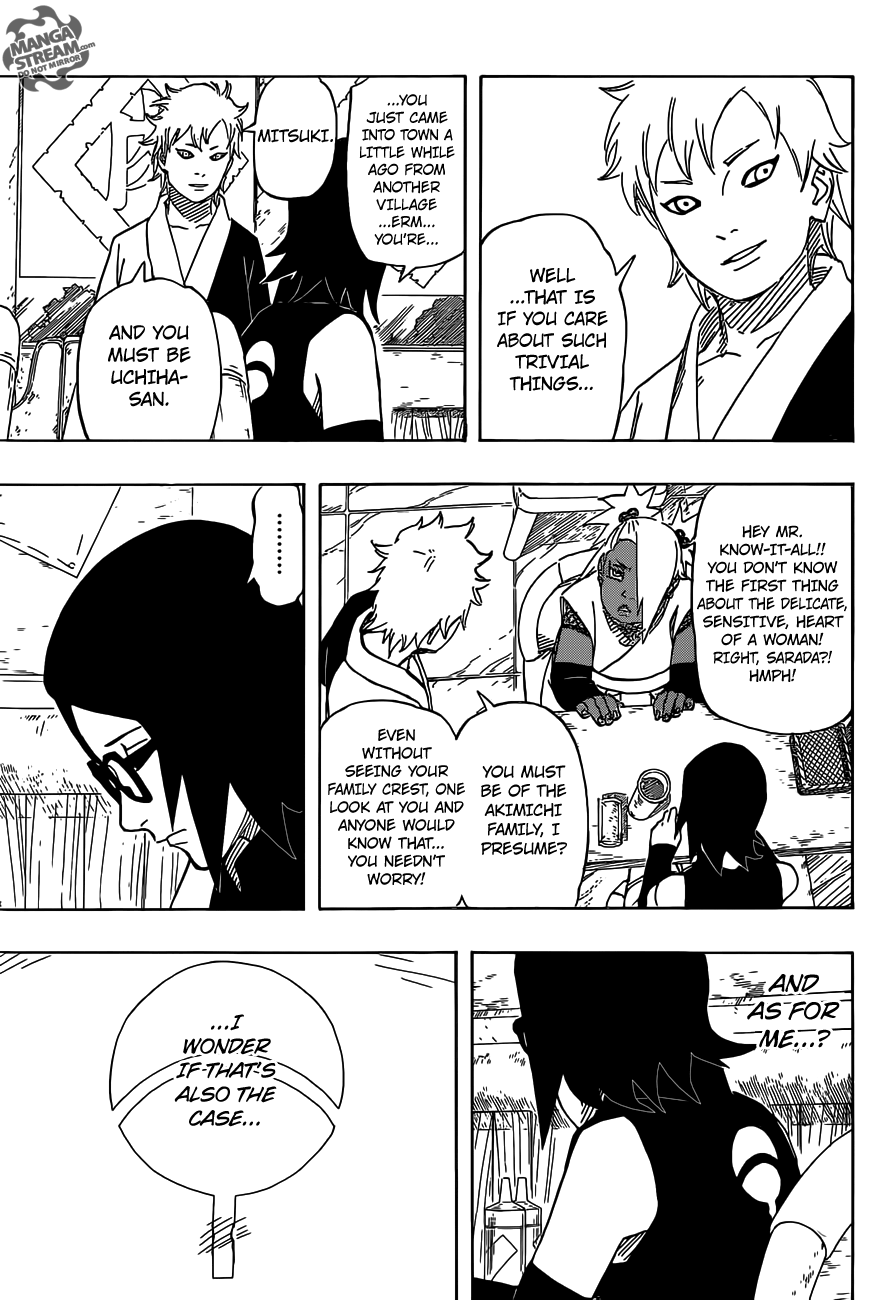 MANGA
STREAM.com
DO NOT MIRROR
WELL
...THAT IS
IF YOU CARE
ABOUT SUCH
TRIVIAL
THINGS...
...YOU
JUST CAME
INTO TOWN A
LITTLE WHILE
AGO FROM
ANOTHER
VILLAGE
...ERM...
YOU'RE...
MITSUKI.
AND YOU
MUST BE
UCHIHA-
SAN.
HEY MR.
KNOW-IT-ALL!!
YOU DON'T KNOW
THE FIRST THING
ABOUT THE DELICATE,
SENSITIVE, HEART
OF A WOMAN!
RIGHT, SARADA?!
HMPH!
YOU MUST
BE OF THE
AKIMICHI
FAMILY, I
PRESUME?
EVEN
WITHOUT
SEEING YOUR
FAMILY CREST, ONE
LOOK AT YOU AND
ANYONE WOULD
KNOW THAT...
YOU NEEDN'T
WORRY!
.........
AND
AS FOR
ME...?
...I
WONDER
IF THAT'S
ALSO THE
CASE...